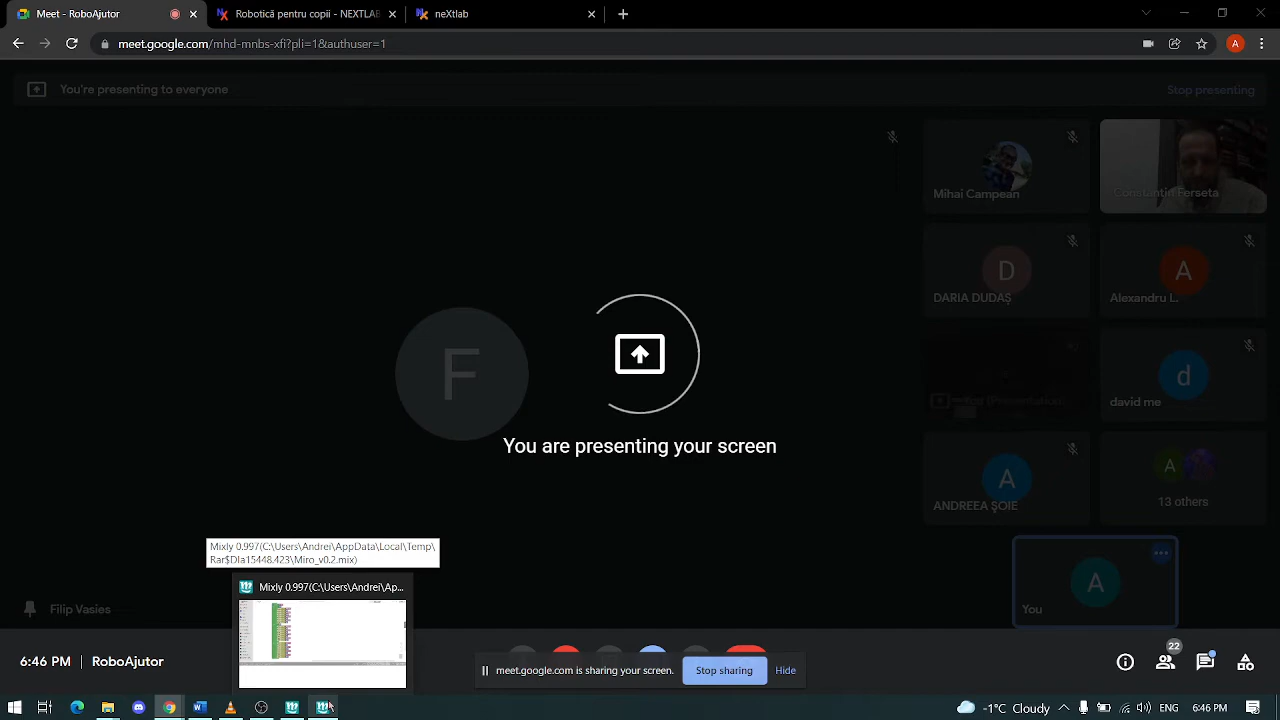 Meet - RoboAjutor
Robotică pentru copii - NEXTLAB
neXtlab
meet.google.com/mhd-mnbs-xfi?pli=1&authuser=1
A
You're presenting to everyone
Stop presenting
Mihai Campean
Constantin Ferseta
D
DARIA DUDAȘ
A
Alexandru L...
F
You are presenting your screen
You (Presentation
d
david me
A
ANDREEA ȘOIE
A
13 others
Mixly 0.997(C:\Users\Andrei\AppData\Local\Temp\
Rar$DIa15448.423\Miro_v0.2.mix)
Mixly 0.997(C:\Users\Andrei\Ap...
A
You
Filip Vasies
:46 PM | RoboAjutor
meet.google.com is sharing your screen.
Stop sharing
Hide
22
-1C Cloudy
ENG
6:46 PM